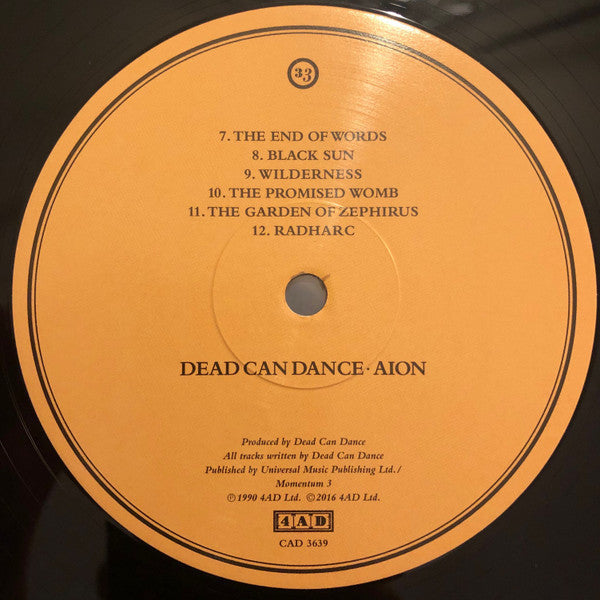 33
7. THE END OF WORDS
8. BLACK SUN
9. WILDERNESS
10. THE PROMISED WOMB
11. THE GARDEN OF ZEPHIRUS
12. RADHARC
DEAD CAN DANCE · AION
Produced by Dead Can Dance
All tracks written by Dead Can Dance
Published by Universal Music Publishing Ltd./
Momentum 3
℗1990 4AD Ltd. ©2016 4AD Ltd.
4AD
CAD 3639